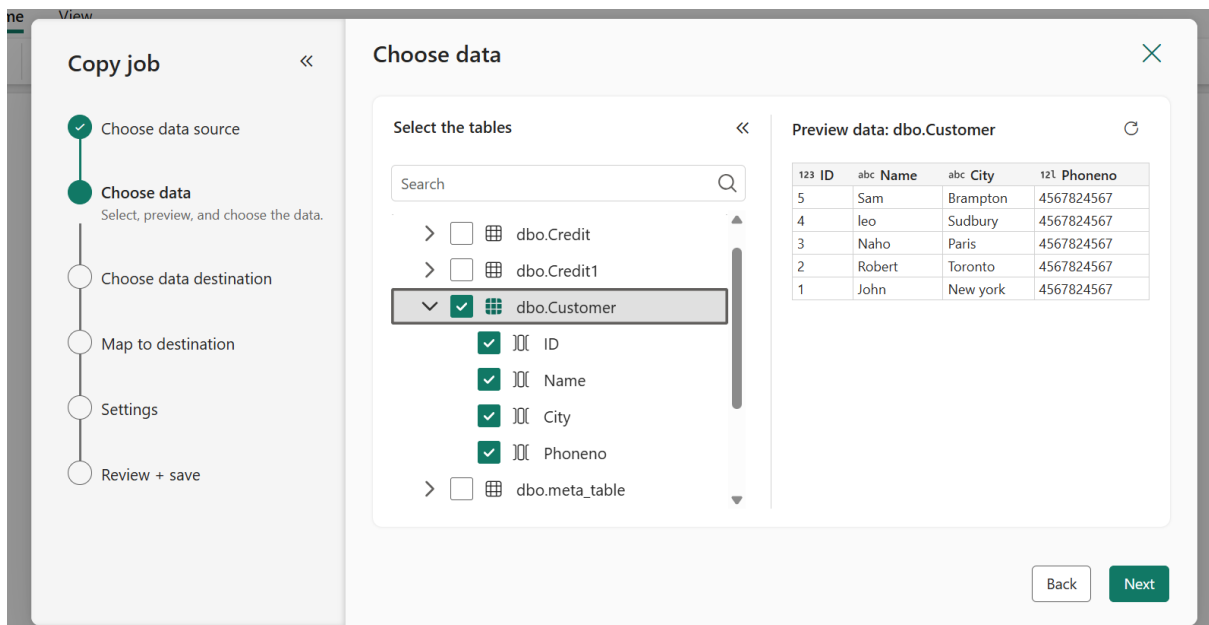 me View
Copy job
Choose data source
Choose data
Select, preview, and choose the data.
Choose data destination
Map to destination
Settings
Review + save
Choose data
Select the tables
Search
dbo.Credit
dbo.Credit1
dbo.Customer
ID
Name
City
Phoneno
dbo.meta_table
Preview data: dbo.Customer
123 ID abc Name abc City 12L Phoneno
5 Sam Brampton 4567824567
4 leo Sudbury 4567824567
3 Naho Paris 4567824567
2 Robert Toronto 4567824567
1 John New york 4567824567
Back Next